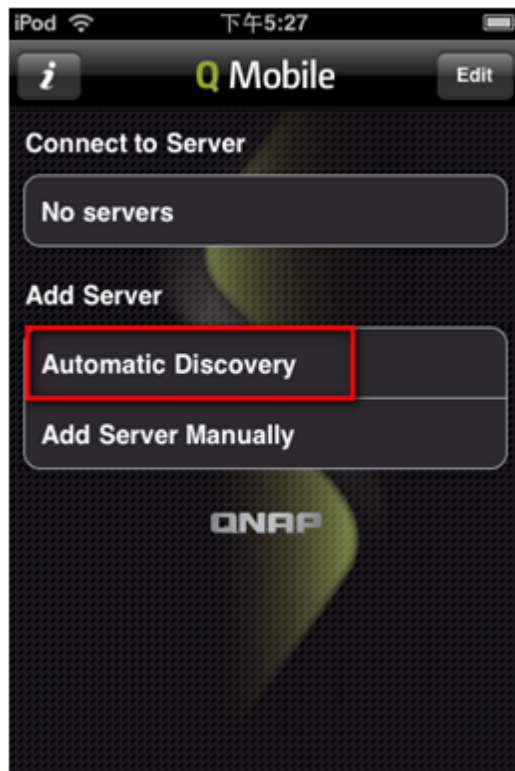 iPod 下午5:27
i Q Mobile Edit
Connect to Server
No servers
Add Server
Automatic Discovery
Add Server Manually
QNAP